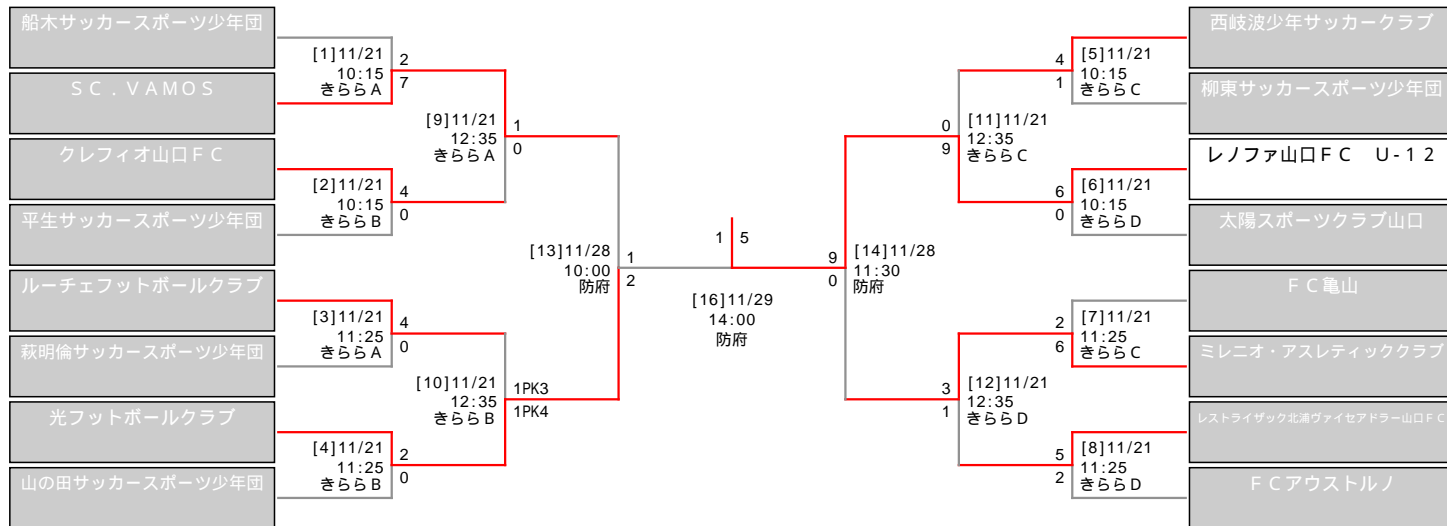 船木サッカースポーツ少年団
ＳＣ．ＶＡＭＯＳ
クレフィオ山口ＦＣ
平生サッカースポーツ少年団
ルーチェフットボールクラブ
萩明倫サッカースポーツ少年団
光フットボールクラブ
山の田サッカースポーツ少年団
[1]11/21
10:15
きららA
2
7
[2]11/21
10:15
きららB
4
0
[3]11/21
11:25
きららA
4
0
[4]11/21
11:25
きららB
2
0
[9]11/21
12:35
きららA
1
0
[10]11/21
12:35
きららB
1PK3
1PK4
[13]11/28
10:00
防府
1
2
1 5
[16]11/29
14:00
防府
9
0
[14]11/28
11:30
防府
0
9
[11]11/21
12:35
きららC
3
1
[12]11/21
12:35
きららD
4
1
[5]11/21
10:15
きららC
6
0
[6]11/21
10:15
きららD
2
6
[7]11/21
11:25
きららC
5
2
[8]11/21
11:25
きららD
西岐波少年サッカークラブ
柳東サッカースポーツ少年団
レノファ山口ＦＣ　Ｕ-１２
太陽スポーツクラブ山口
ＦＣ亀山
ミレニオ・アスレティッククラブ
レストライザック北浦ヴァイセアドラー山口ＦＣ
ＦＣアウストルノ